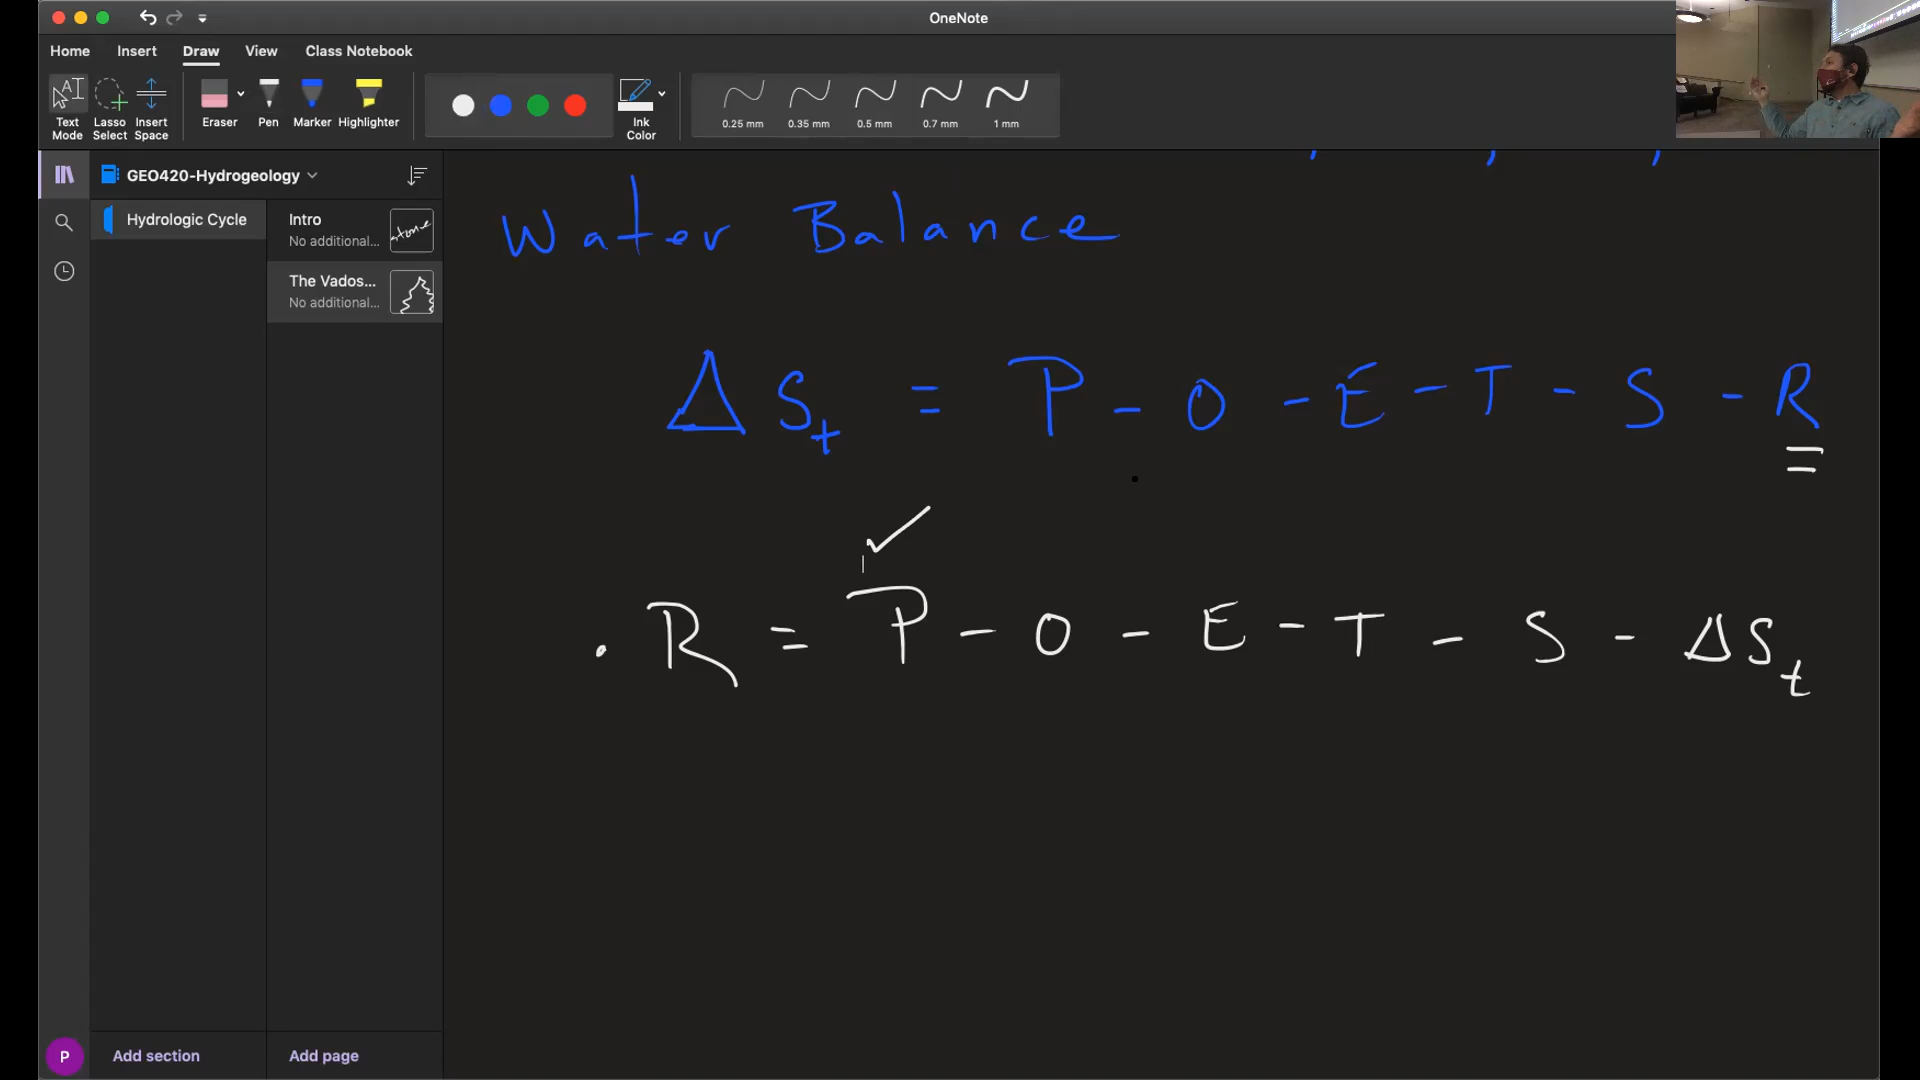 OneNote
Home Insert Draw View Class Notebook
Text Mode
Lasso Select
Insert Space
Eraser
Pen
Marker
Highlighter
Ink Color
0.25 mm
0.35 mm
0.5 mm
0.7 mm
1 mm
GEO420-Hydrogeology
Hydrologic Cycle
Intro
No additional...
The Vados...
No additional...
Water Balance
Δ S_t = P - O - E - T - S - R
R = P - O - E - T - S - ΔS_t
P
Add section
Add page